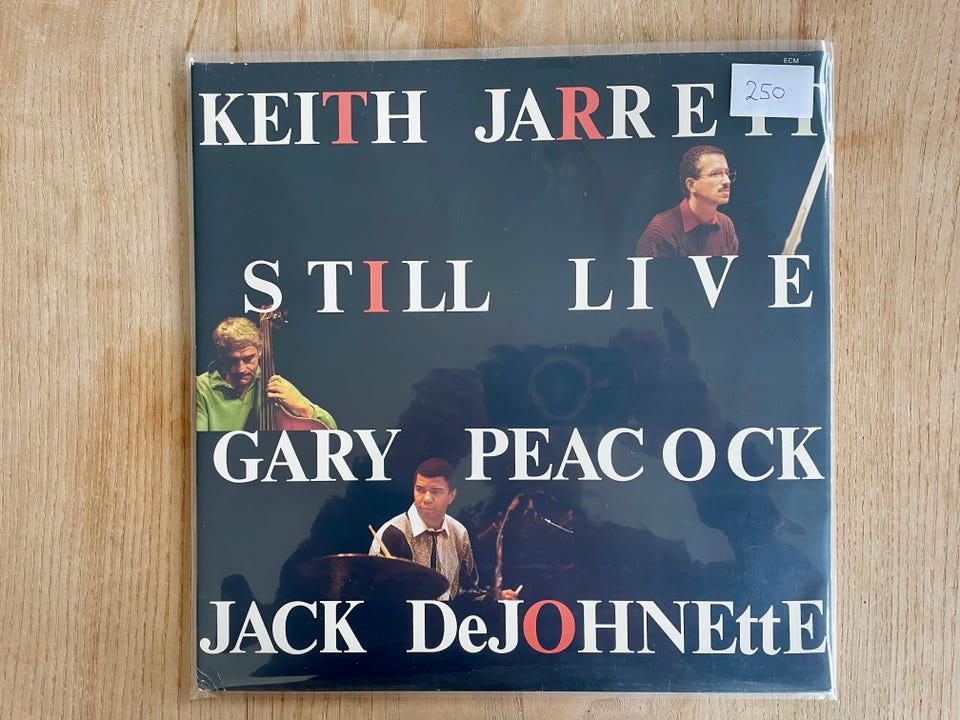 ECM
250
KEITH JARRETT
STILL LIVE
GARY PEACOCK
JACK DeJOHNEttE